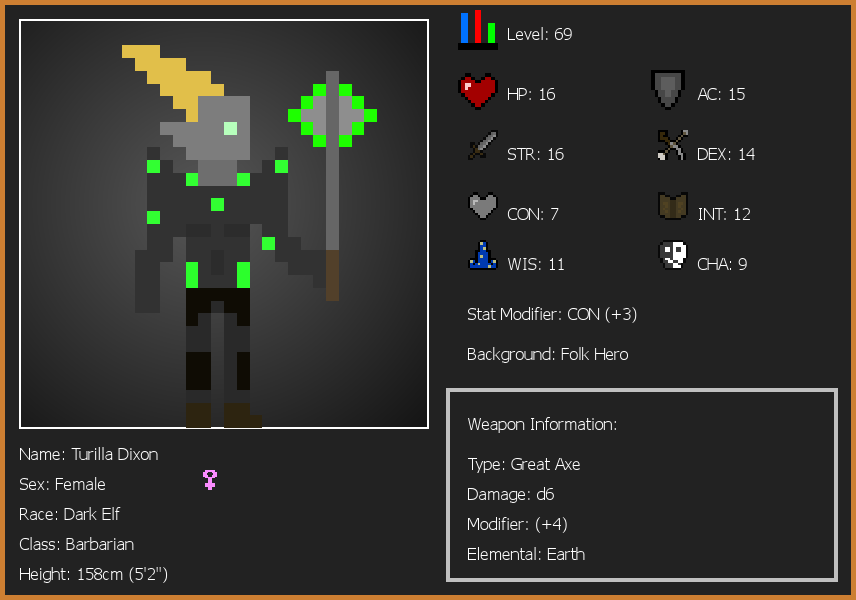 Level: 69
HP: 16
AC: 15
STR: 16
DEX: 14
CON: 7
INT: 12
WIS: 11
CHA: 9
Stat Modifier: CON (+3)
Background: Folk Hero
Weapon Information:
Type: Great Axe
Damage: d6
Modifier: (+4)
Elemental: Earth
Name: Turilla Dixon
Sex: Female
Race: Dark Elf
Class: Barbarian
Height: 158cm (5'2")